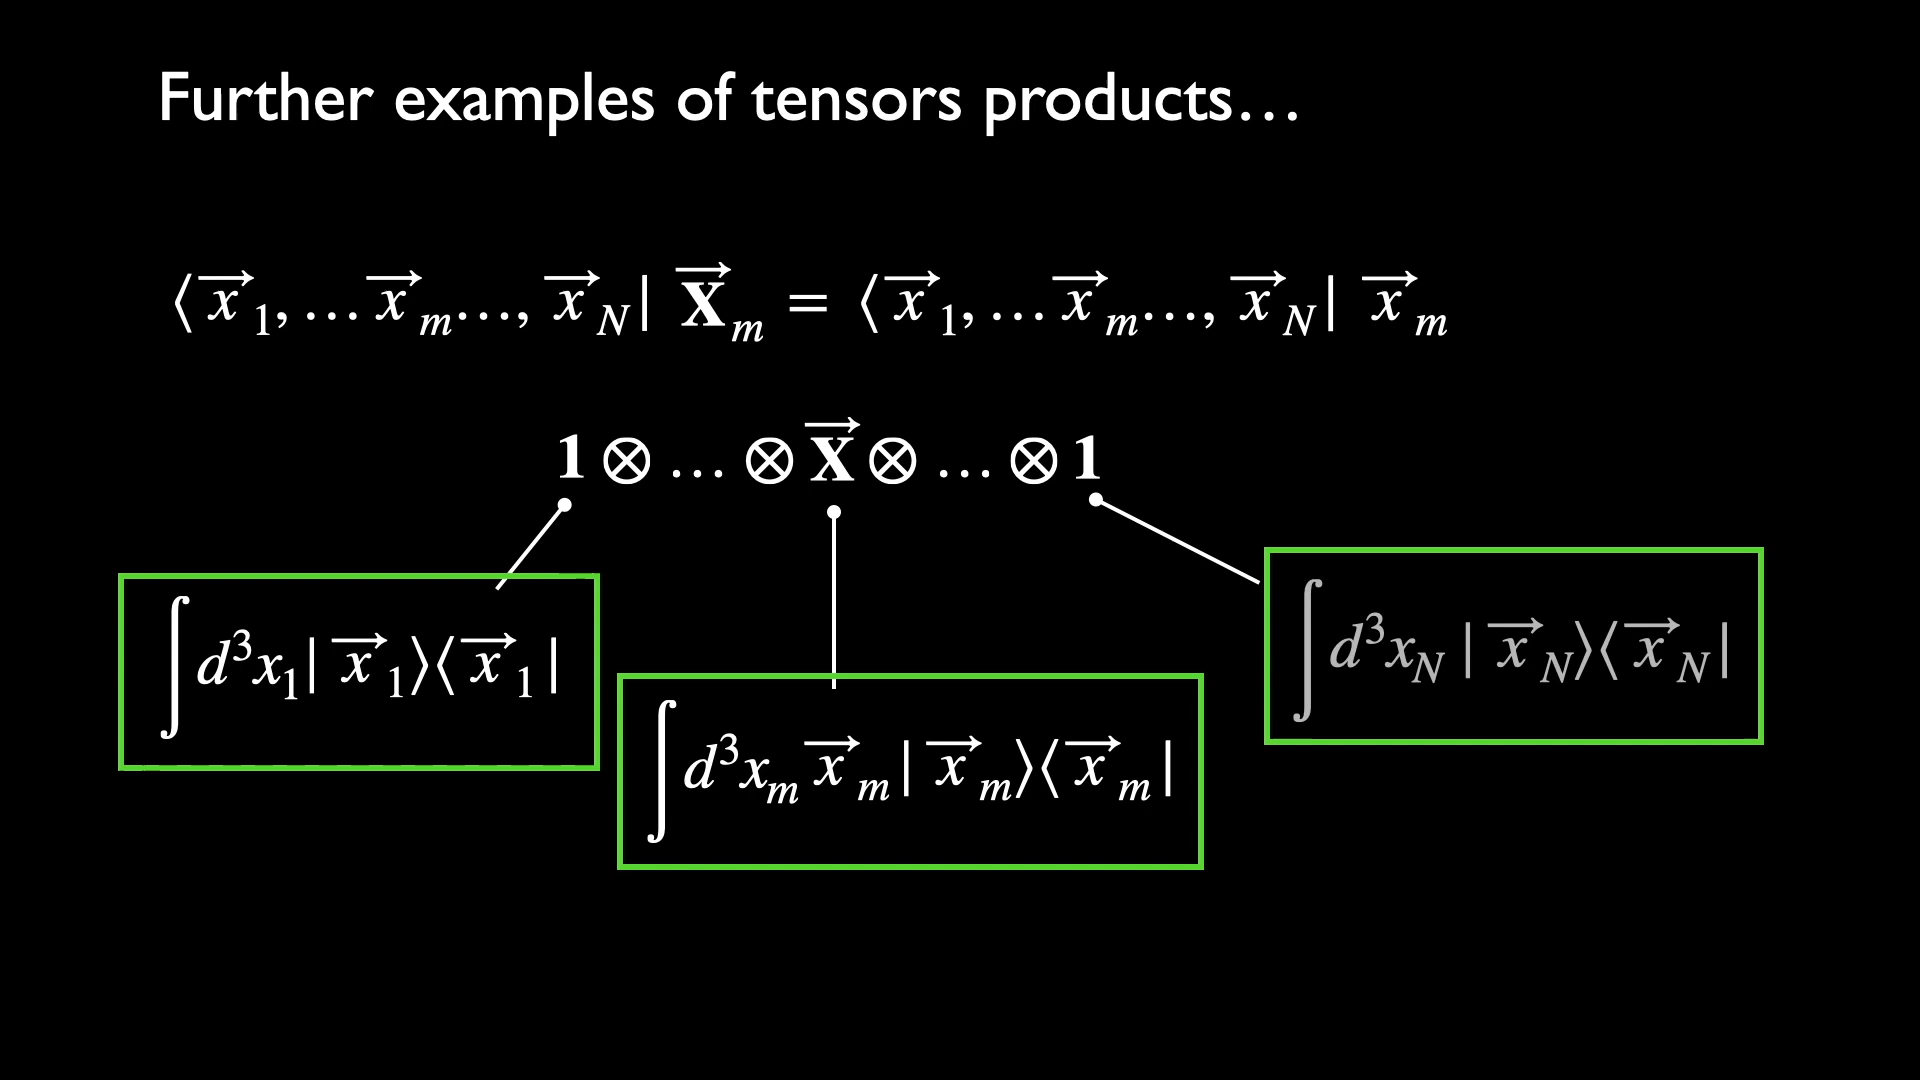 Further examples of tensors products…
⟨x⃗₁, …x⃗ₘ…, x⃗_N| X⃗ₘ = ⟨x⃗₁, …x⃗ₘ…, x⃗_N| x⃗ₘ
1 ⊗ … ⊗ X⃗ ⊗ … ⊗ 1
∫ d³x₁| x⃗₁⟩⟨x⃗₁|
∫ d³xₘ x⃗ₘ| x⃗ₘ⟩⟨x⃗ₘ|
∫ d³x_N | x⃗_N⟩⟨x⃗_N|